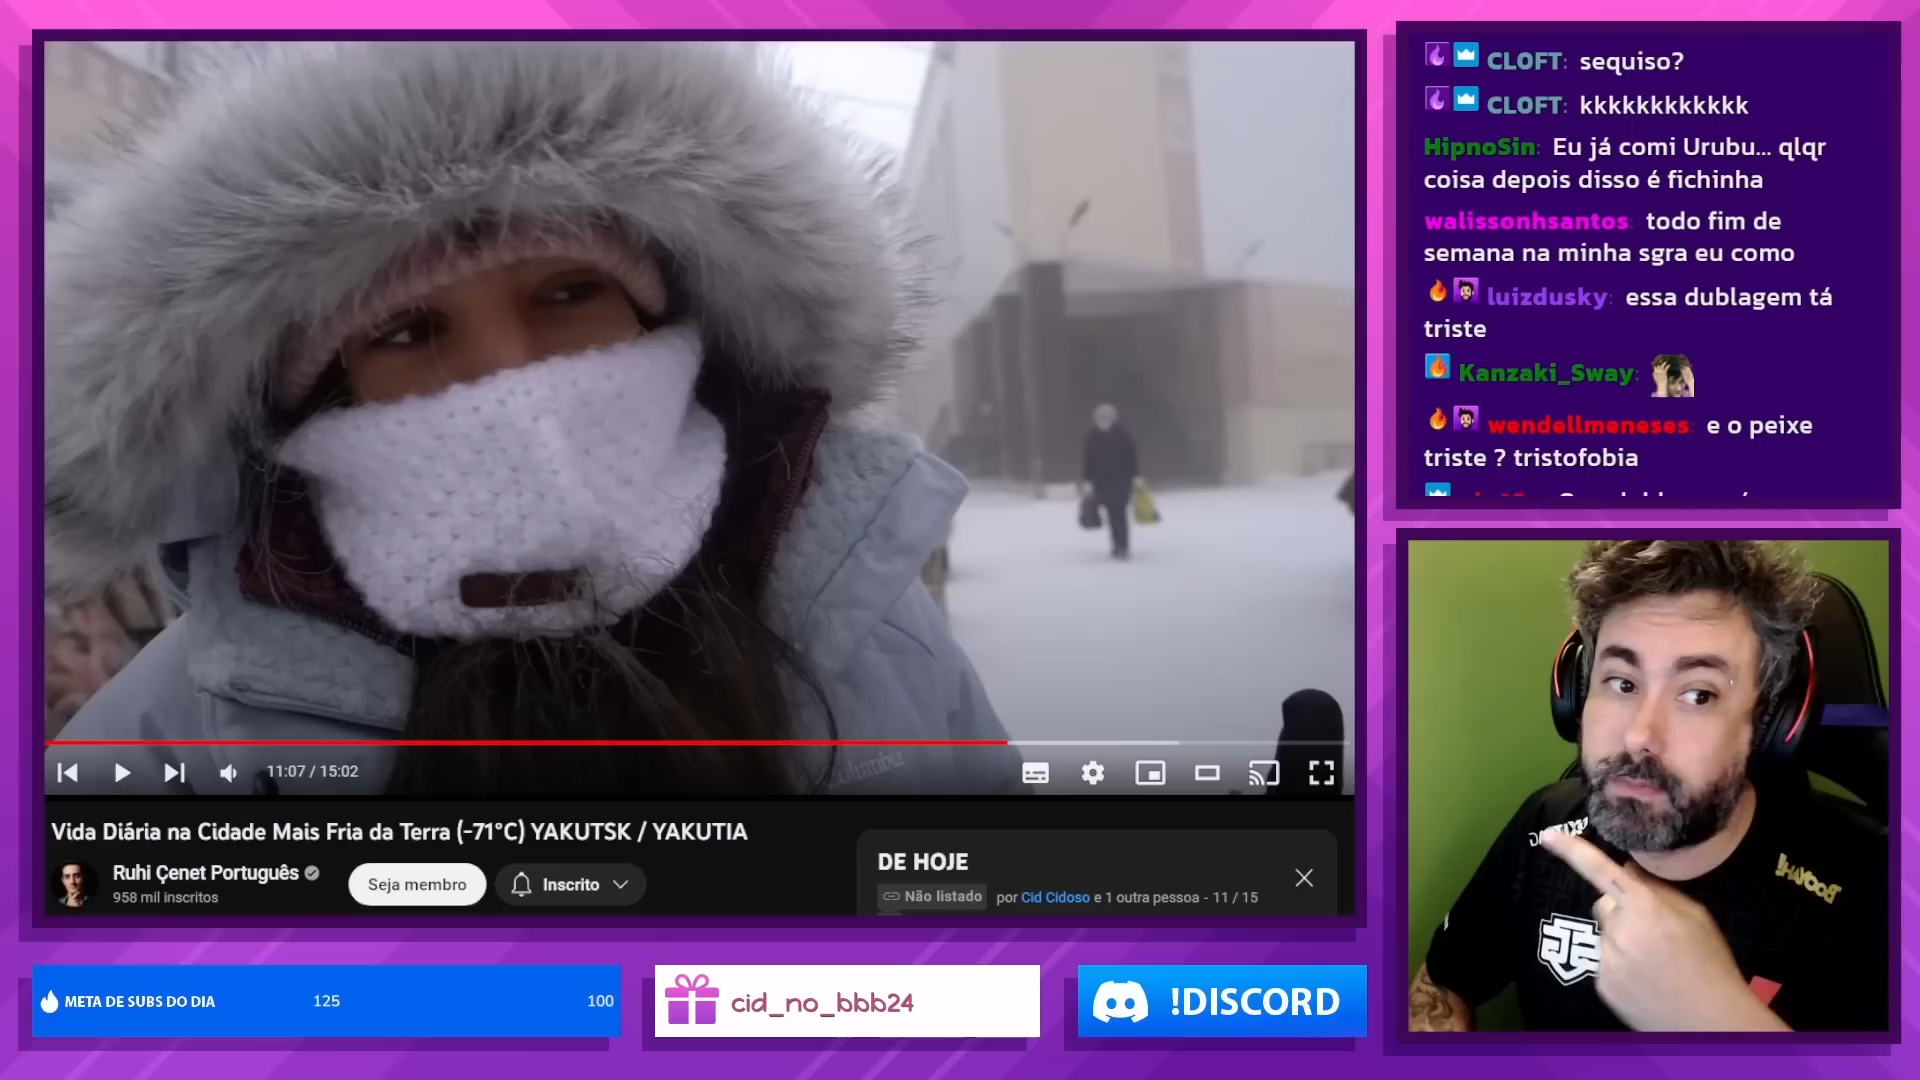 CLOFT: sequiso?
CLOFT: kkkkkkkkkkkk
HipnoSin: Eu já comi Urubu... qlqr
coisa depois disso é fichinha
walissonhsantos: todo fim de
semana na minha sgra eu como
luizdusky: essa dublagem tá
triste
Kanzaki_Sway:
wendellmeneses: e o peixe
triste ? tristofobia
11:07 / 15:02
Vida Diária na Cidade Mais Fria da Terra (-71°C) YAKUTSK / YAKUTIA
Ruhi Çenet Português
958 mil inscritos
Seja membro
Inscrito
DE HOJE
Não listado por Cid Cidoso e 1 outra pessoa - 11 / 15
META DE SUBS DO DIA 125 100
cid_no_bbb24
!DISCORD